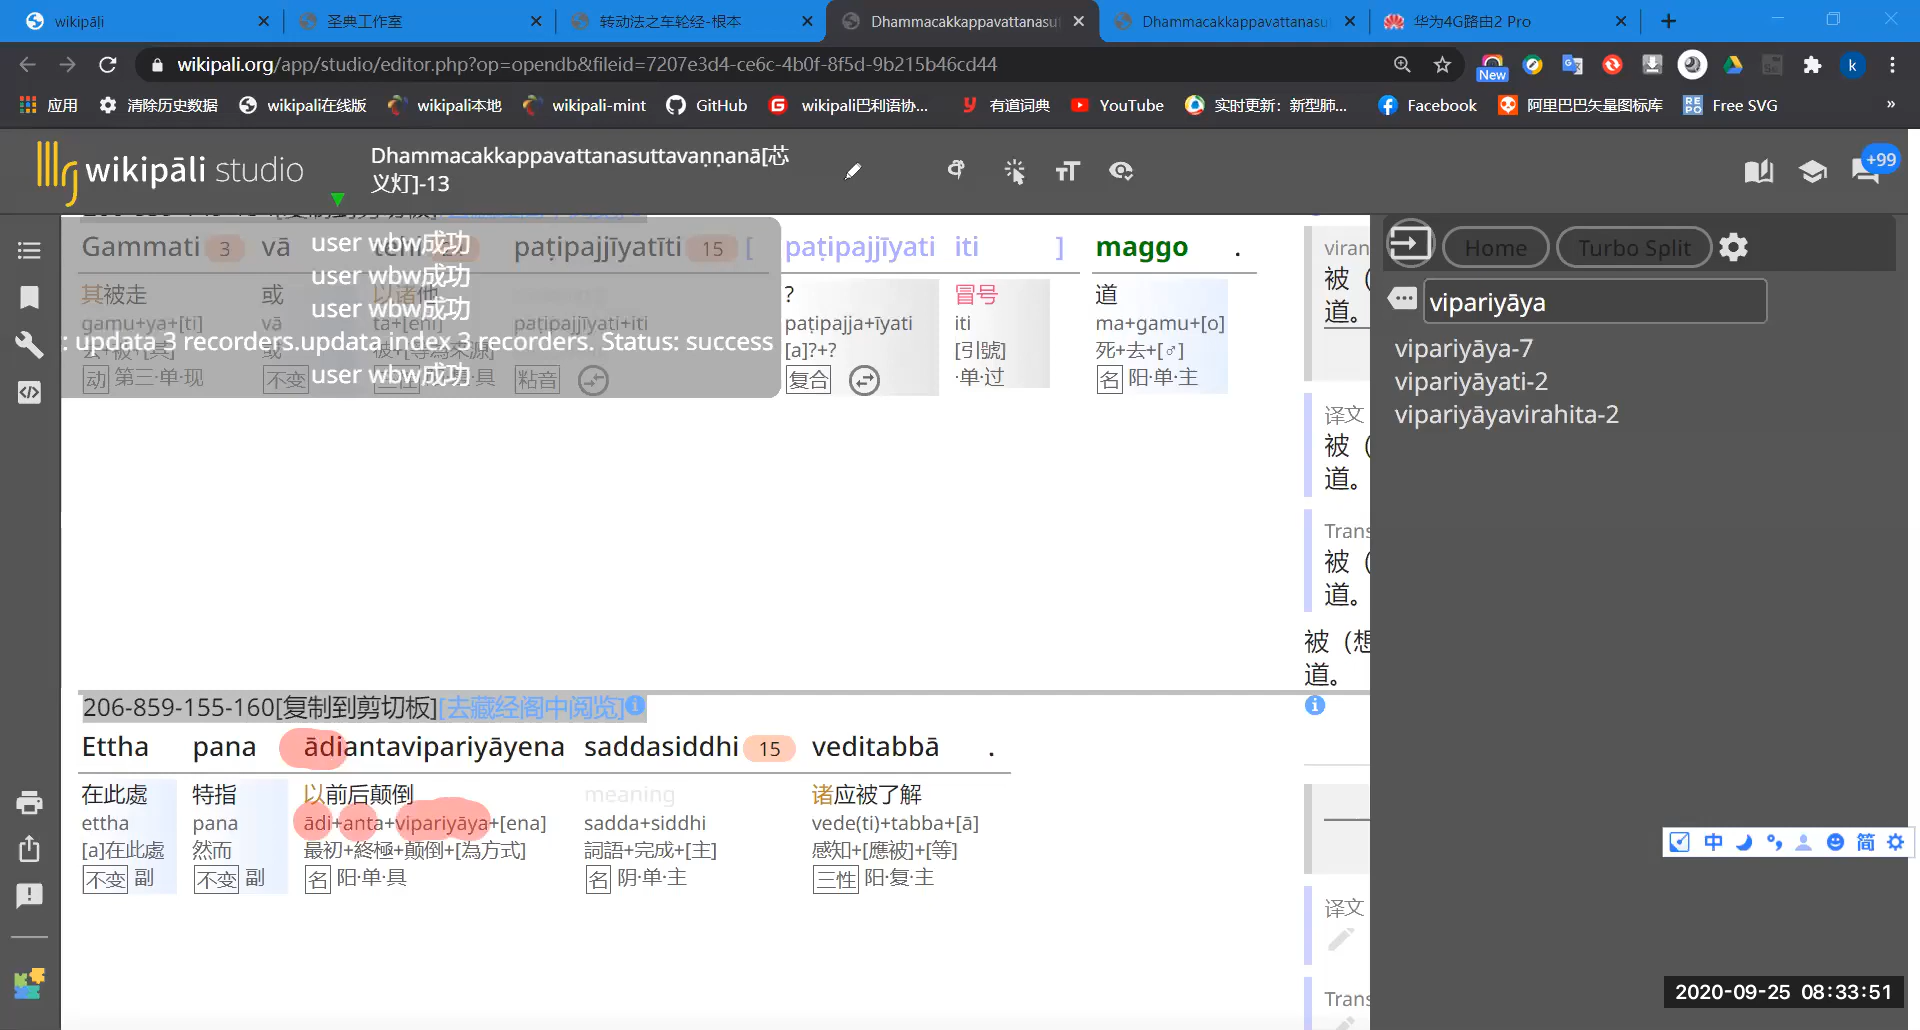 wikipāḷi
圣典工作室
转动法之车轮经-根本
Dhammacakkappavattanasu
Dhammacakkappavattanasu
华为4G路由2 Pro
wikipali.org/app/studio/editor.php?op=opendb&fileid=7207e3d4-ce6c-4b0f-8f5d-9b215b46cd44
New
k
应用
清除历史数据
wikipali在线版
wikipali本地
wikipali-mint
GitHub
wikipali巴利语协...
有道词典
YouTube
实时更新：新型肺...
Facebook
阿里巴巴矢量图标库
Free SVG
»
wikipāli studio
Dhammacakkappavattanasuttavaṇṇanā[芯
义灯]-13
+99
Gammati 3 vā tehi paṭipajjīyatīti 15 [ paṭipajjīyati iti ] maggo .
user wbw成功
user wbw成功
user wbw成功
: updata 3 recorders.updata index 3 recorders. Status: success
user wbw成功
其被走 或 以诸他 ? 冒号 道
gamu+ya+[ti] vā ta+[ehi] paṭipajjīyati+iti paṭipajja+īyati iti ma+gamu+[o]
[a]?+? [引號] 死+去+[♂]
动 第三·单·现 不变 粘音 复合 ·单·过 名 阳·单·主
206-859-155-160[复制到剪切板][去藏经阁中阅览]
Ettha pana ādiantavipariyāyena saddasiddhi 15 veditabbā .
在此處 特指 以前后颠倒 meaning 诸应被了解
ettha pana ādi+anta+vipariyāya+[ena] sadda+siddhi vede(ti)+tabba+[ā]
[a]在此處 然而 最初+終極+颠倒+[為方式] 詞語+完成+[主] 感知+[應被]+[等]
不变 副 不变 副 名 阳·单·具 名 阴·单·主 三性 阳·复·主
viran
被（
道。
译文
被（
道。
Trans
被（
道。
被（想
道。
译文
Trans
Home
Turbo Split
vipariyāya
vipariyāya-7
vipariyāyati-2
vipariyāyavirahita-2
中
简
2020-09-25 08:33:51